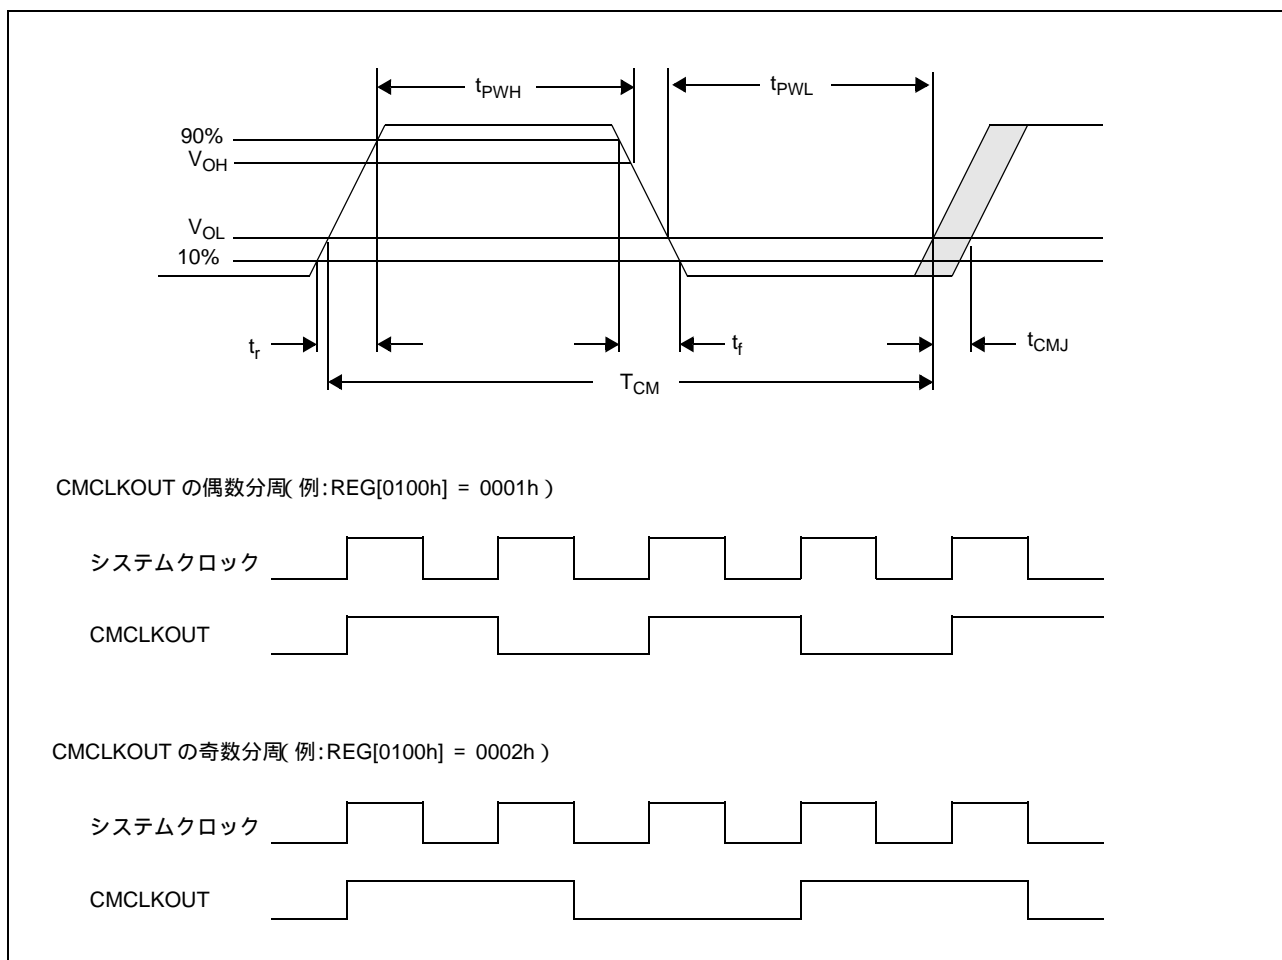 tPWH
tPWL
90%
VOH
VOL
10%
tr
tf
tCMJ
TCM
CMCLKOUT の偶数分周( 例:REG[0100h] = 0001h )
システムクロック
CMCLKOUT
CMCLKOUT の奇数分周( 例:REG[0100h] = 0002h )
システムクロック
CMCLKOUT